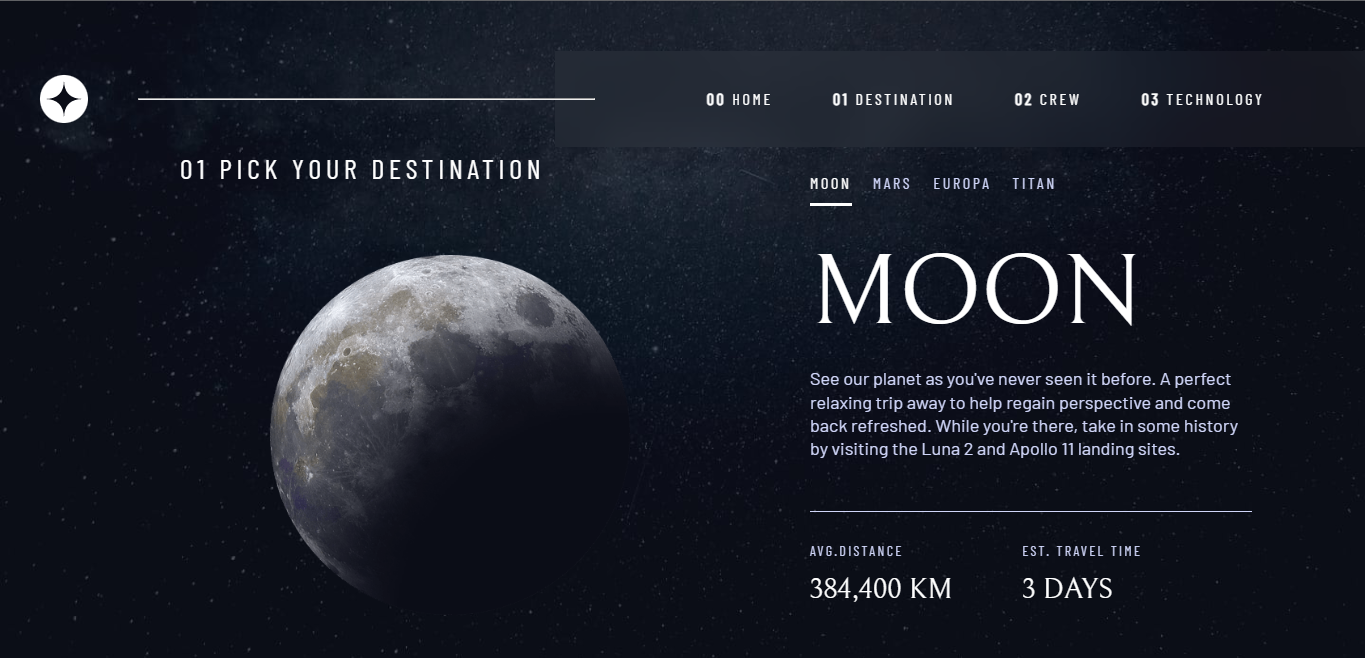 00 HOME 01 DESTINATION 02 CREW 03 TECHNOLOGY
01 PICK YOUR DESTINATION
MOON MARS EUROPA TITAN
MOON
See our planet as you've never seen it before. A perfect
relaxing trip away to help regain perspective and come
back refreshed. While you're there, take in some history
by visiting the Luna 2 and Apollo 11 landing sites.
AVG.DISTANCE EST. TRAVEL TIME
384,400 KM 3 DAYS